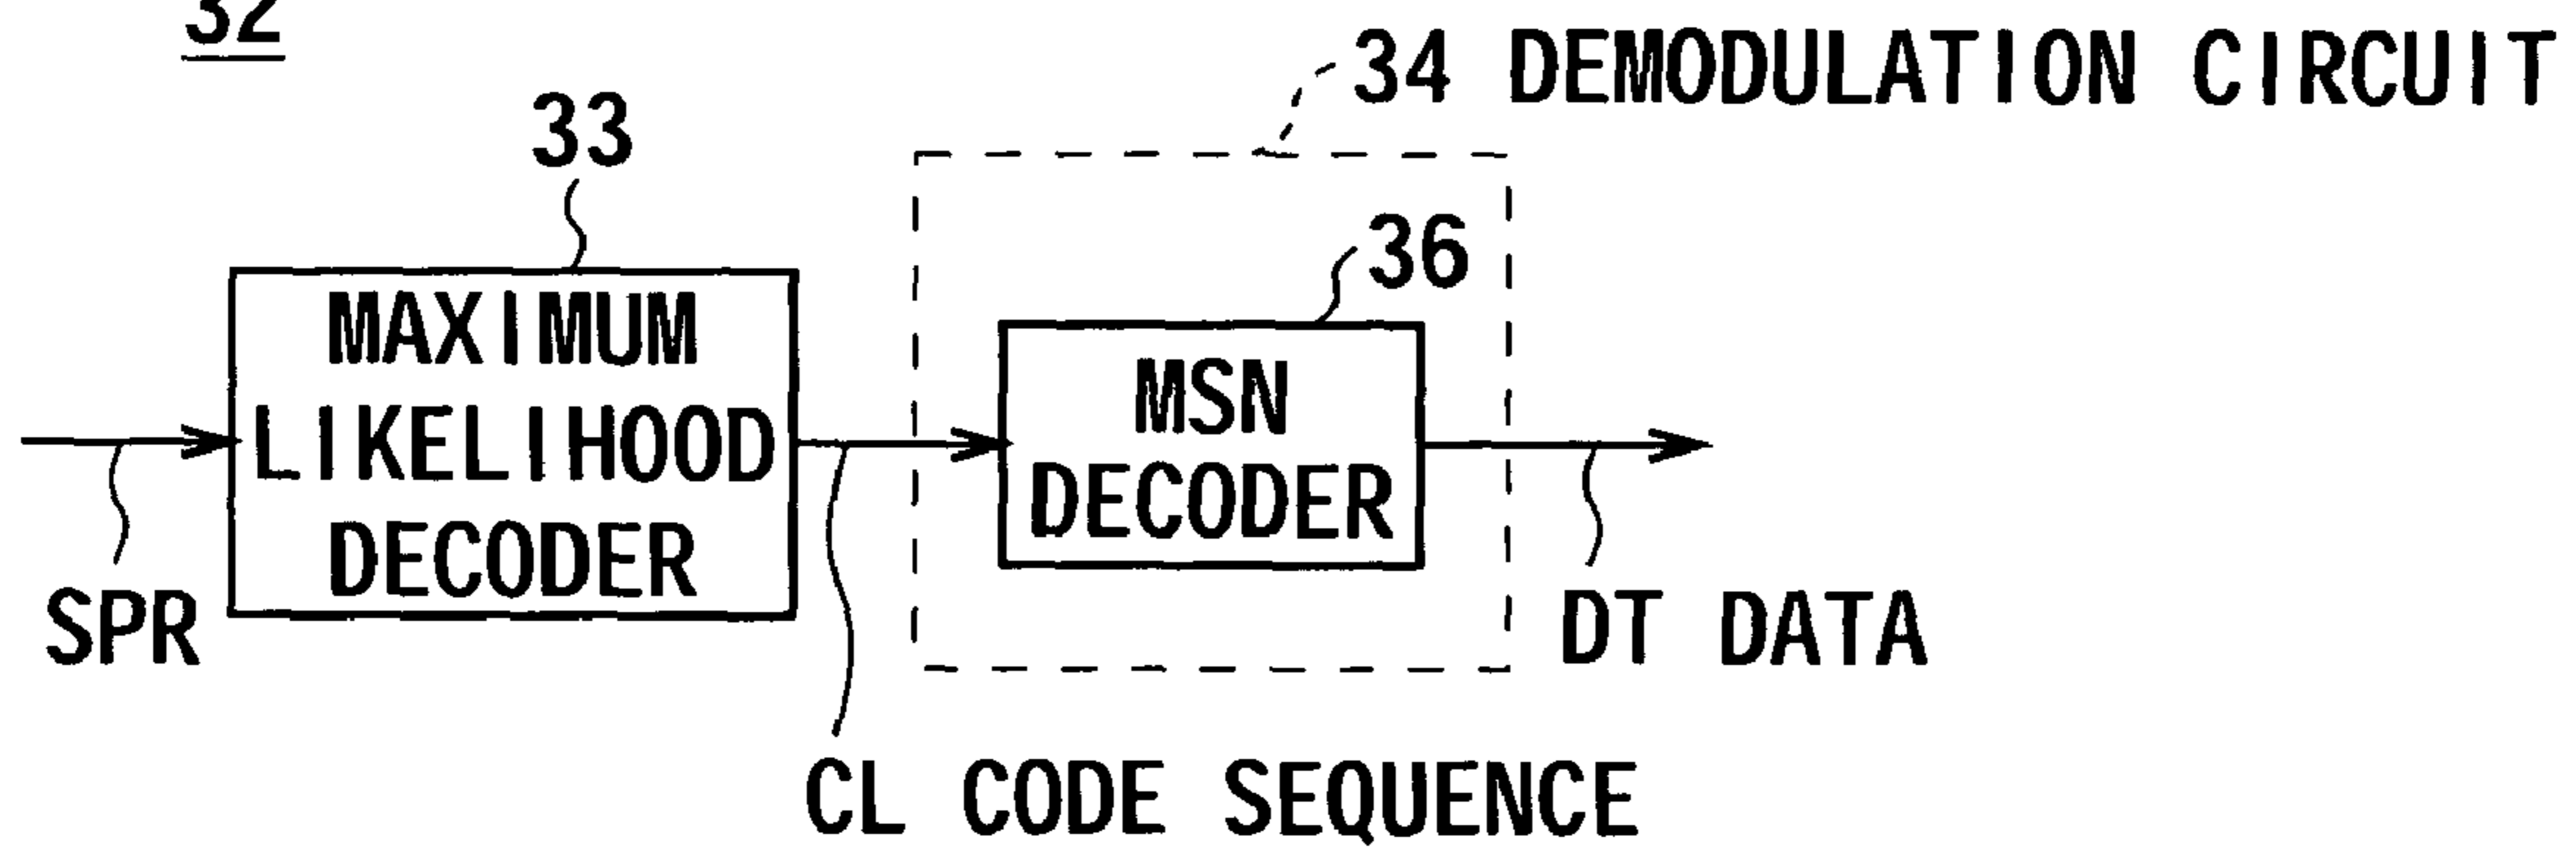 32
34 DEMODULATION CIRCUIT
33
36
MAXIMUM
LIKELIHOOD
DECODER
MSN
DECODER
SPR
DT DATA
CL CODE SEQUENCE